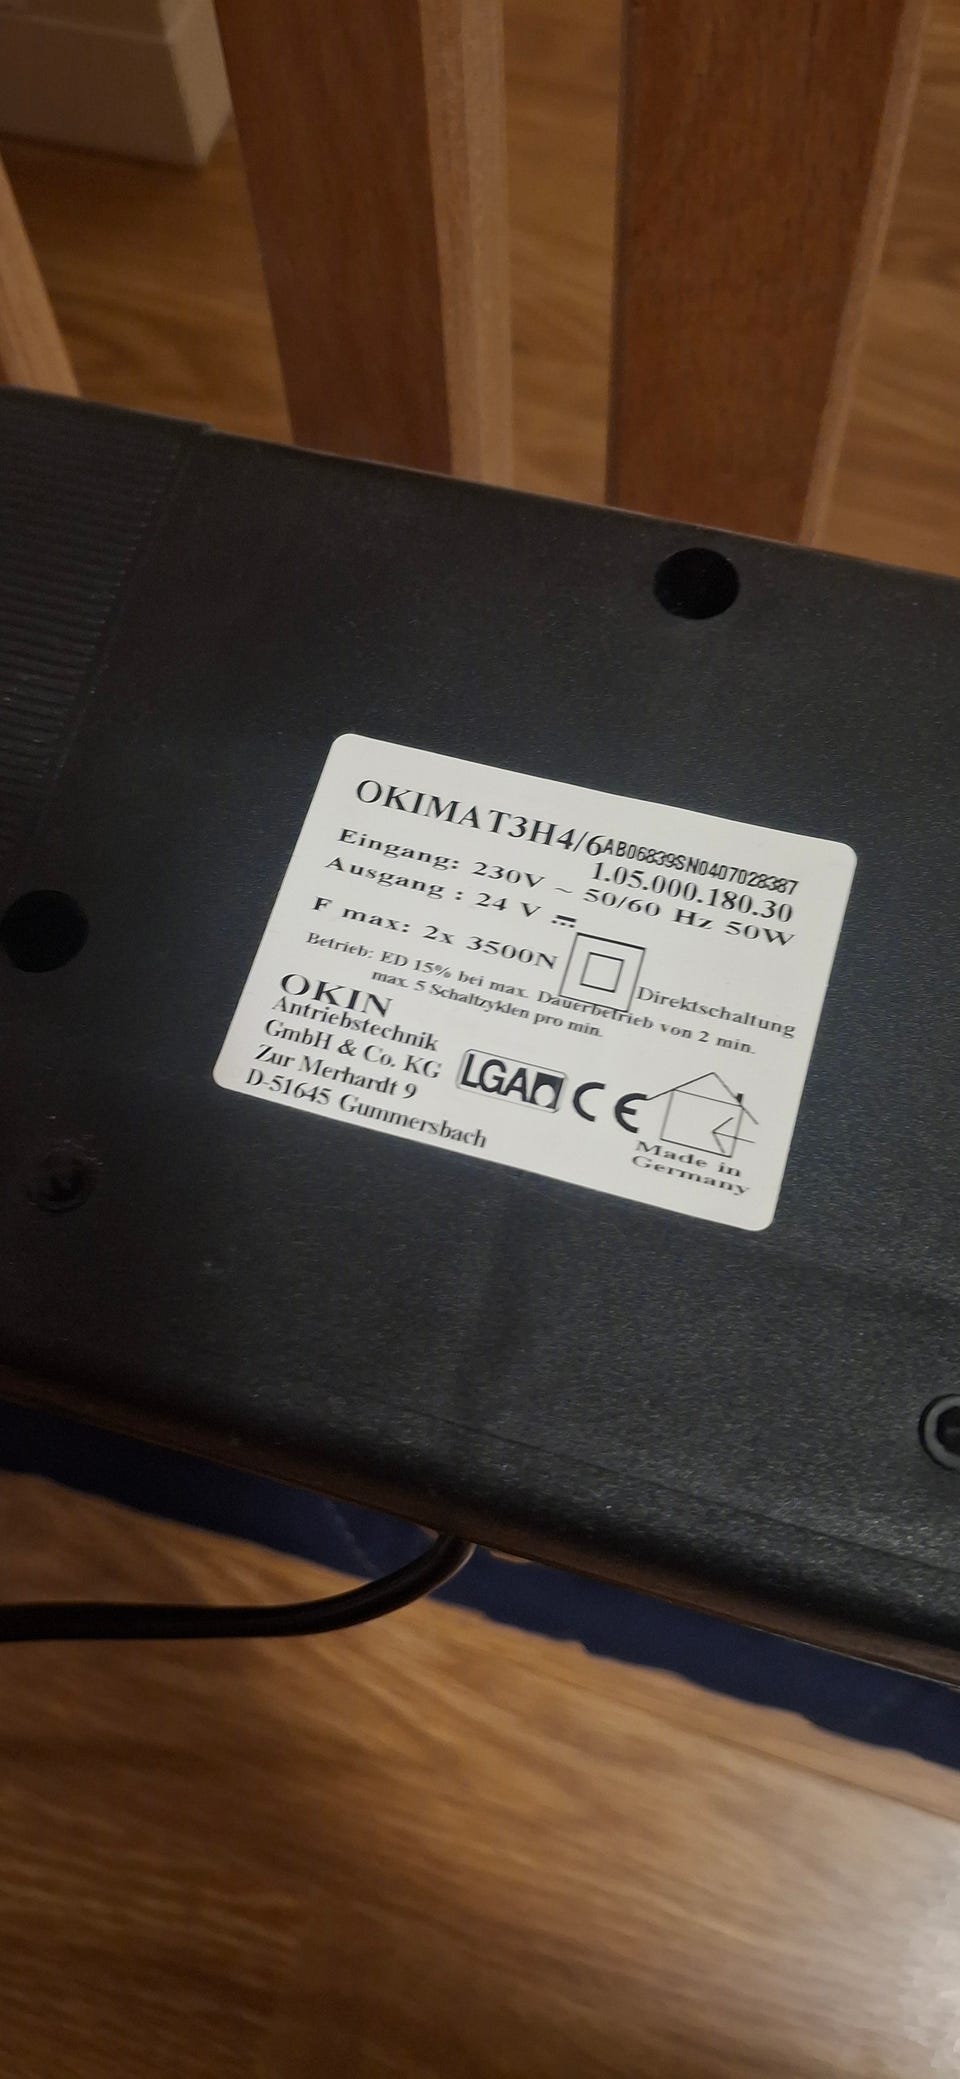 OKIMAT3H4/6AB06839SN0407028387
1.05.000.180.30
Eingang: 230V ~ 50/60 Hz 50W
Ausgang : 24 V
F max: 2x 3500N
Direktschaltung
Betrieb: ED 15% bei max. Dauerbetrieb von 2 min.
max. 5 Schaltzyklen pro min.
OKIN
Antriebstechnik
GmbH & Co. KG
Zur Merhardt 9
D-51645 Gummersbach
LGA
CE
Made in
Germany